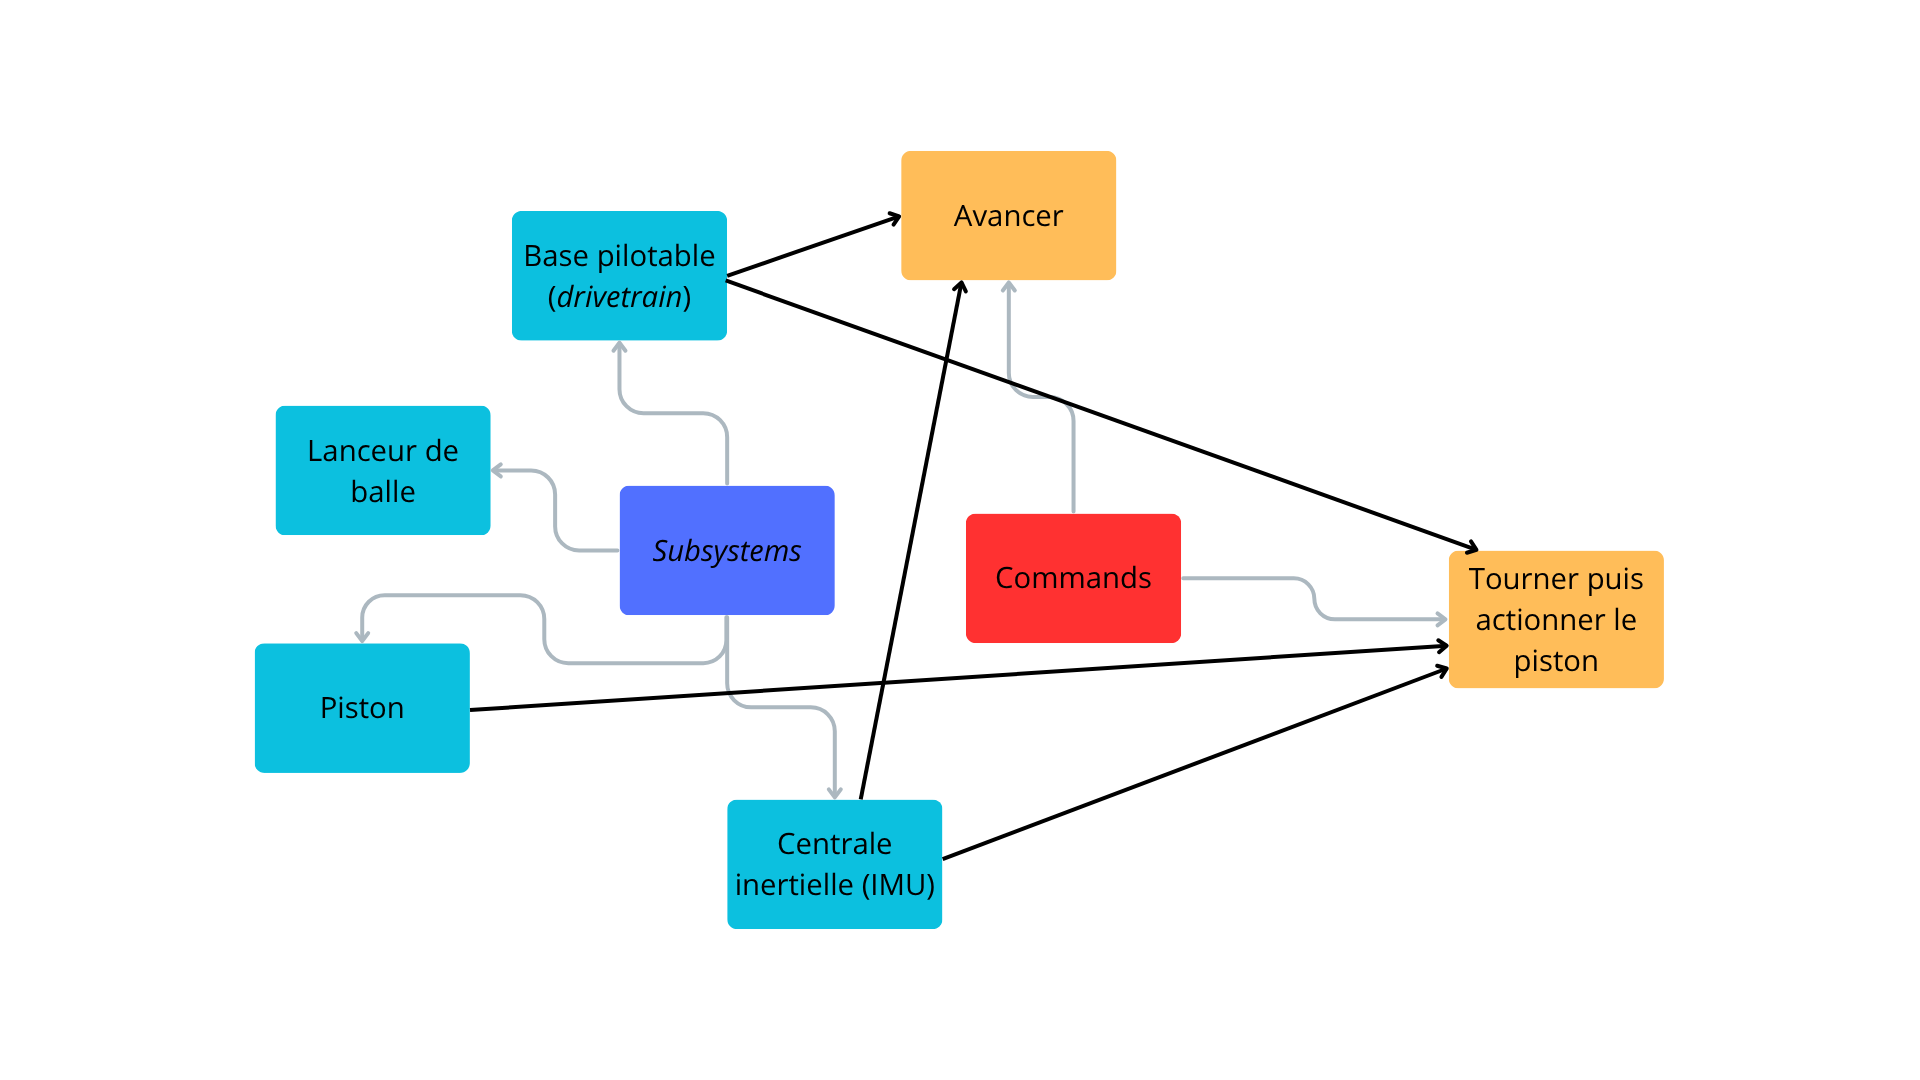 Avancer
Base pilotable
(drivetrain)
Lanceur de
balle
Subsystems
Commands
Tourner puis
actionner le
piston
Piston
Centrale
inertielle (IMU)